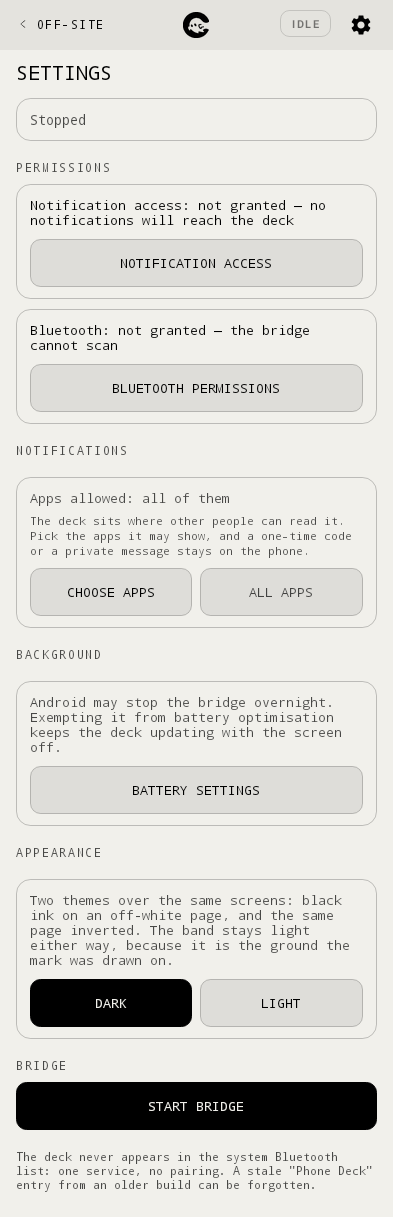 OFF-SITE
IDLE
SETTINGS
Stopped
PERMISSIONS
Notification access: not granted — no
notifications will reach the deck
NOTIFICATION ACCESS
Bluetooth: not granted — the bridge
cannot scan
BLUETOOTH PERMISSIONS
NOTIFICATIONS
Apps allowed: all of them
The deck sits where other people can read it.
Pick the apps it may show, and a one-time code
or a private message stays on the phone.
CHOOSE APPS
ALL APPS
BACKGROUND
Android may stop the bridge overnight.
Exempting it from battery optimisation
keeps the deck updating with the screen
off.
BATTERY SETTINGS
APPEARANCE
Two themes over the same screens: black
ink on an off-white page, and the same
page inverted. The band stays light
either way, because it is the ground the
mark was drawn on.
DARK
LIGHT
BRIDGE
START BRIDGE
The deck never appears in the system Bluetooth
list: one service, no pairing. A stale "Phone Deck"
entry from an older build can be forgotten.